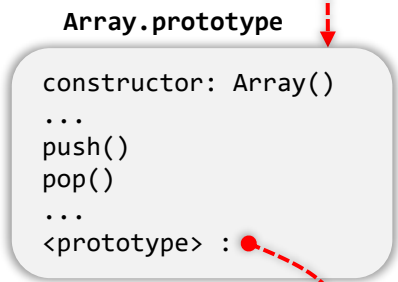 Array.prototype
constructor: Array()
...
push()
pop()
...
<prototype> :